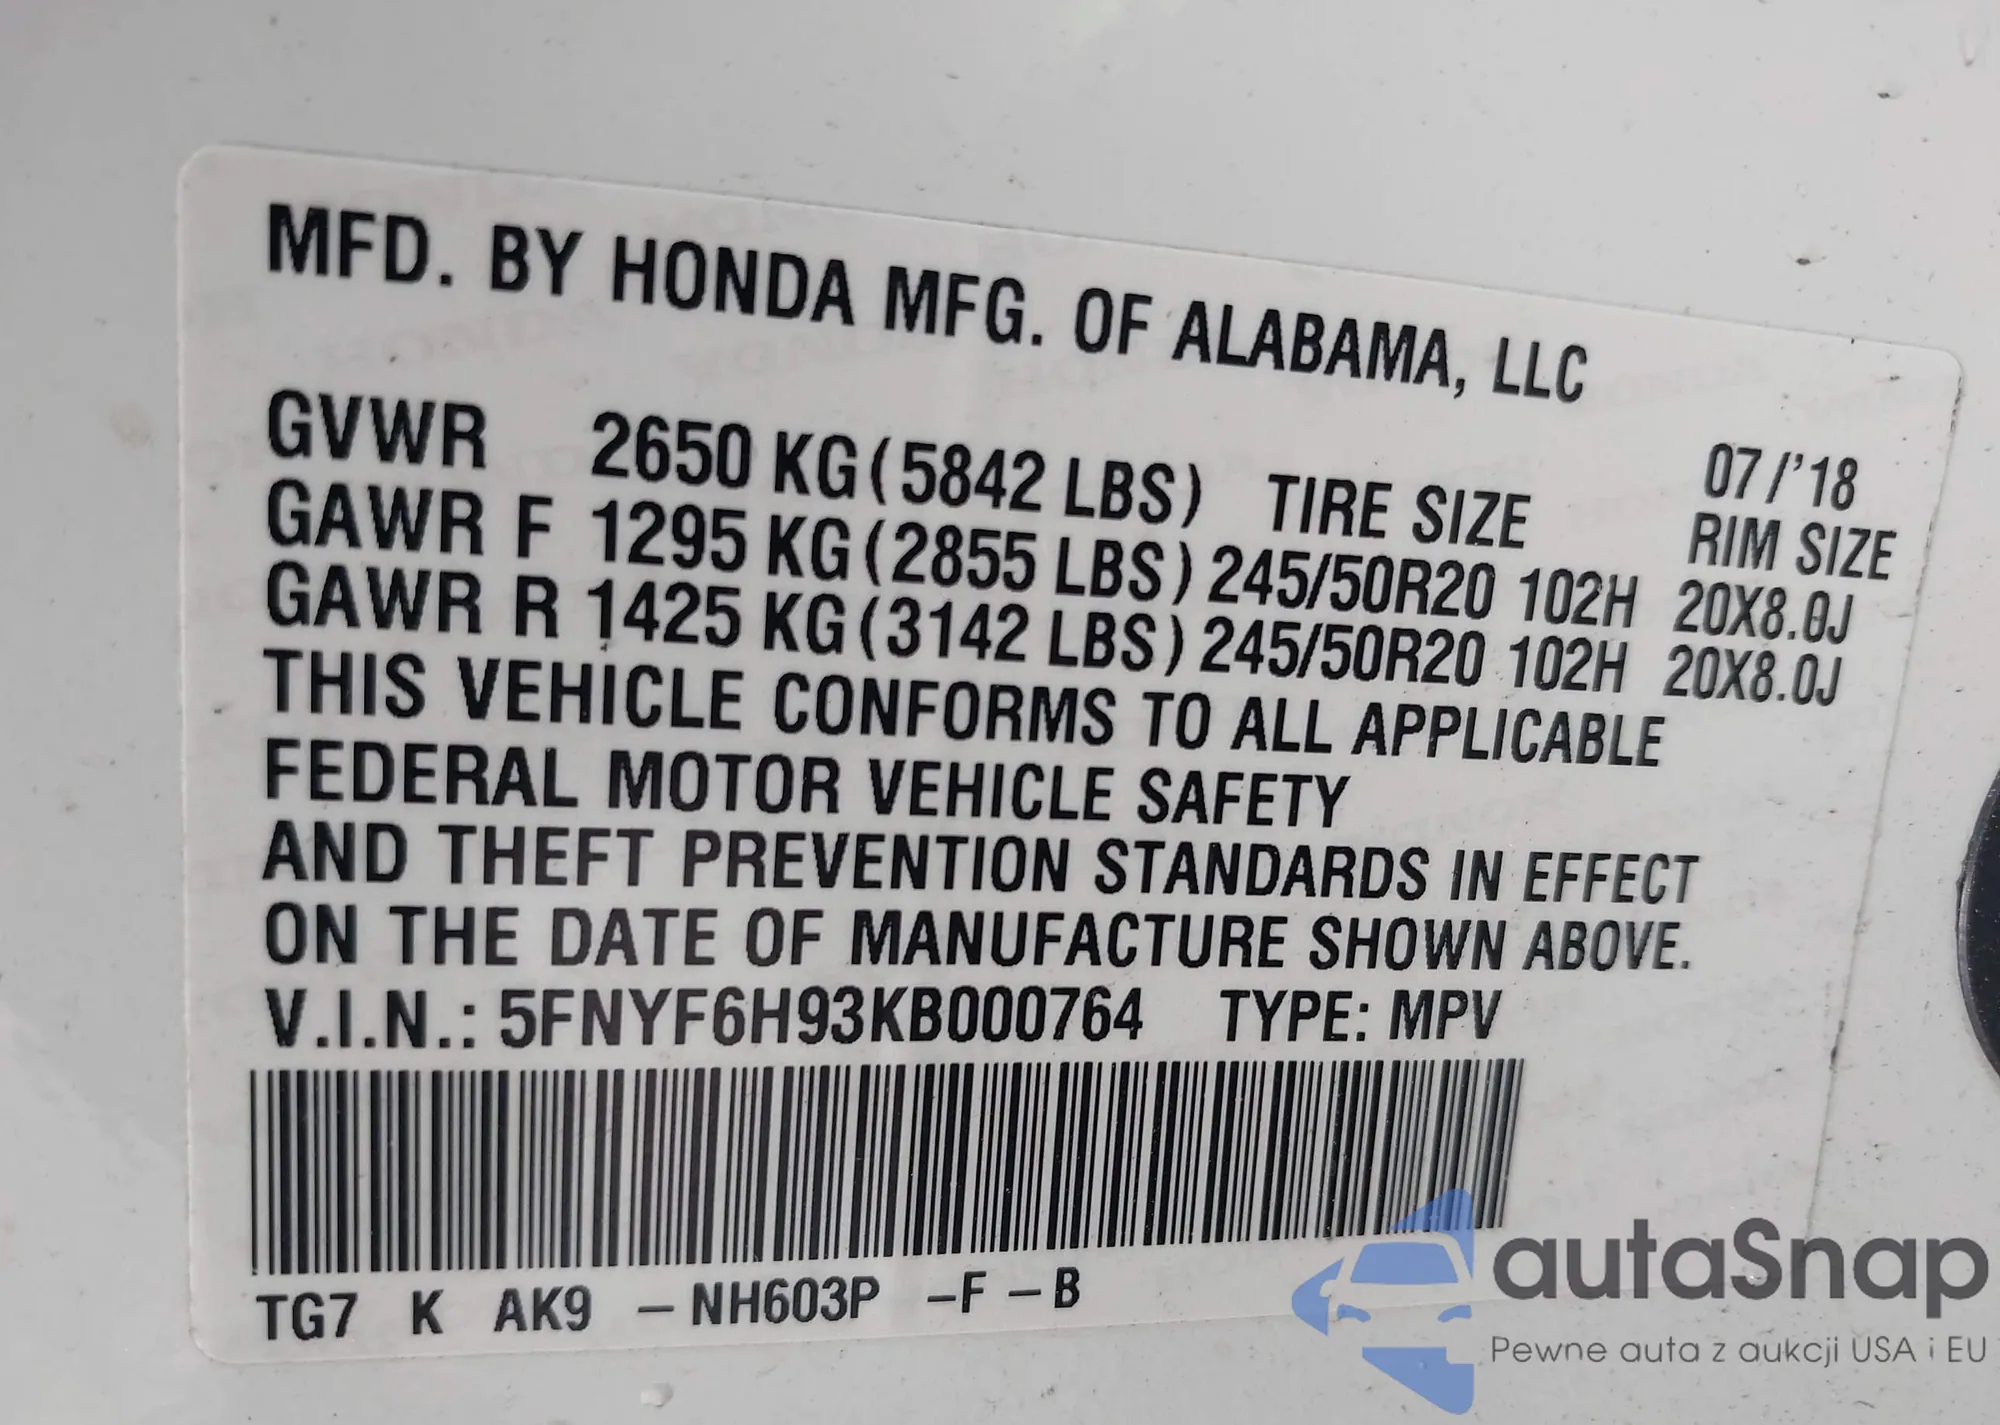 MFD. BY HONDA MFG. OF ALABAMA, LLC
07/'18
GVWR 2650 KG(5842 LBS) TIRE SIZE RIM SIZE
GAWR F 1295 KG(2855 LBS) 245/50R20 102H 20X8.0J
GAWR R 1425 KG(3142 LBS) 245/50R20 102H 20X8.0J
THIS VEHICLE CONFORMS TO ALL APPLICABLE
FEDERAL MOTOR VEHICLE SAFETY
AND THEFT PREVENTION STANDARDS IN EFFECT
ON THE DATE OF MANUFACTURE SHOWN ABOVE.
V.I.N.: 5FNYF6H93KB000764 TYPE: MPV
TG7 K AK9 -NH603P -F-B
autaSnap
Pewne auta z aukcji USA i EU